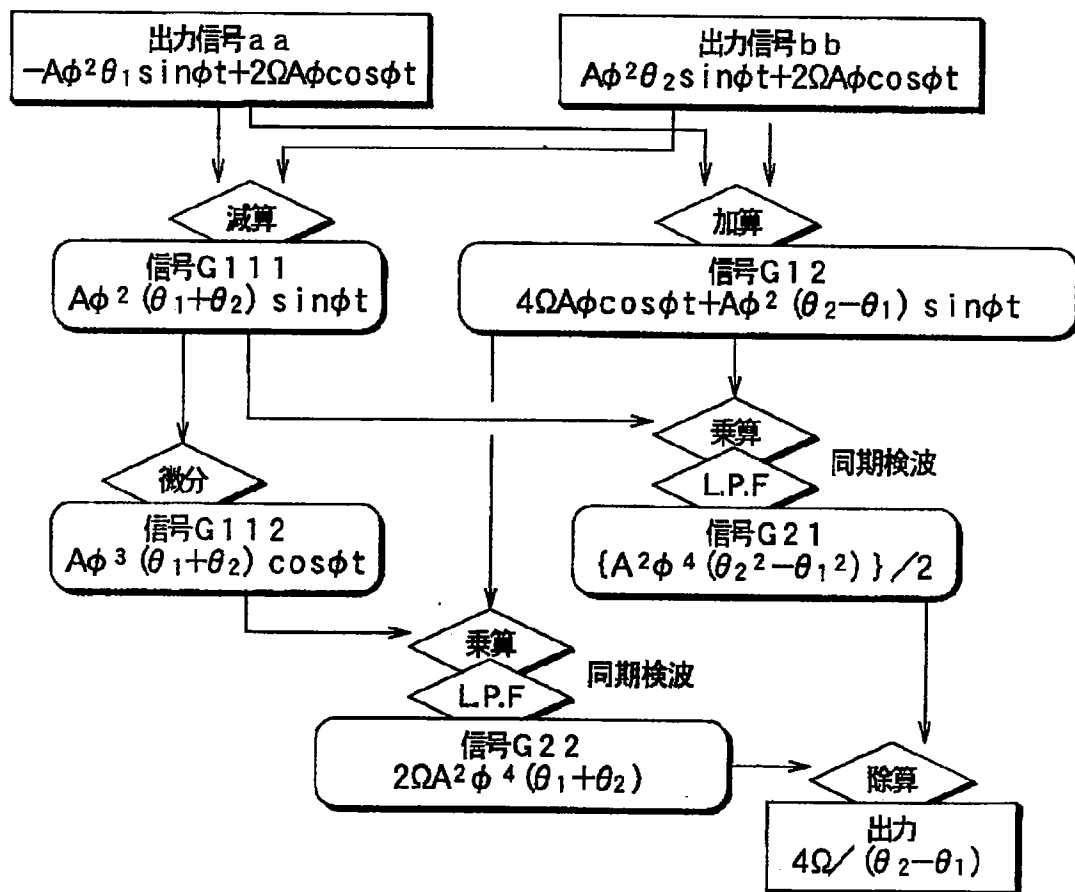 出力信号aa
−Aϕ²θ₁sinϕt+2ΩAϕcosϕt
出力信号bb
Aϕ²θ₂sinϕt+2ΩAϕcosϕt
減算
加算
信号G111
Aϕ²(θ₁+θ₂)sinϕt
信号G12
4ΩAϕcosϕt+Aϕ²(θ₂−θ₁)sinϕt
乗算
同期検波
L.P.F
微分
信号G112
Aϕ³(θ₁+θ₂)cosϕt
信号G21
{A²ϕ⁴(θ₂²−θ₁²)}/2
乗算
同期検波
L.P.F
信号G22
2ΩA²ϕ⁴(θ₁+θ₂)
除算
出力
4Ω/(θ₂−θ₁)